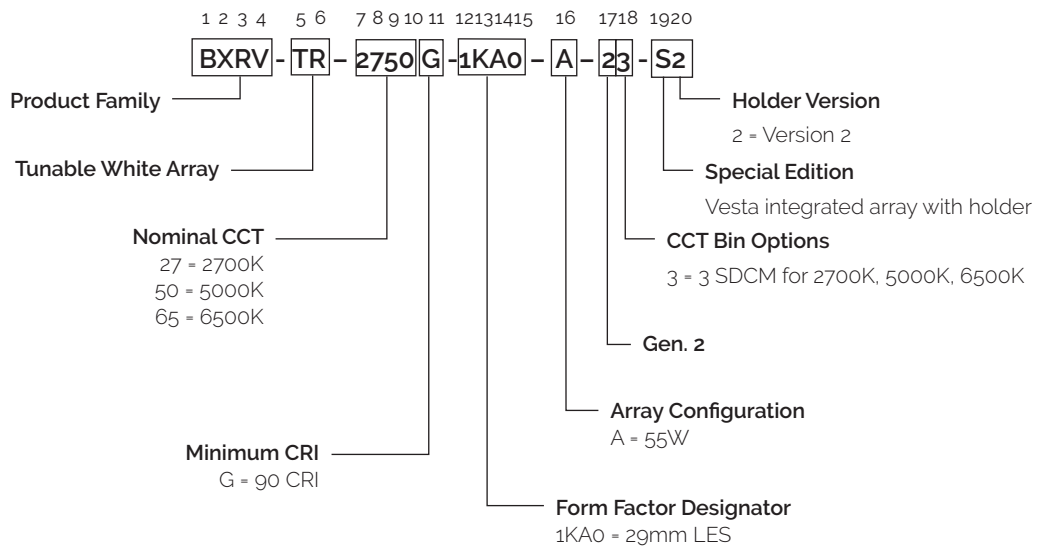 1 2 3 4 5 6 7 8 9 10 11 12131415 16 1718 1920
BXRV - TR – 2750 G - 1KA0 – A – 23 - S2
Product Family
Holder Version
2 = Version 2
Tunable White Array
Special Edition
Vesta integrated array with holder
Nominal CCT
27 = 2700K
50 = 5000K
65 = 6500K
CCT Bin Options
3 = 3 SDCM for 2700K, 5000K, 6500K
Gen. 2
Array Configuration
A = 55W
Minimum CRI
G = 90 CRI
Form Factor Designator
1KA0 = 29mm LES